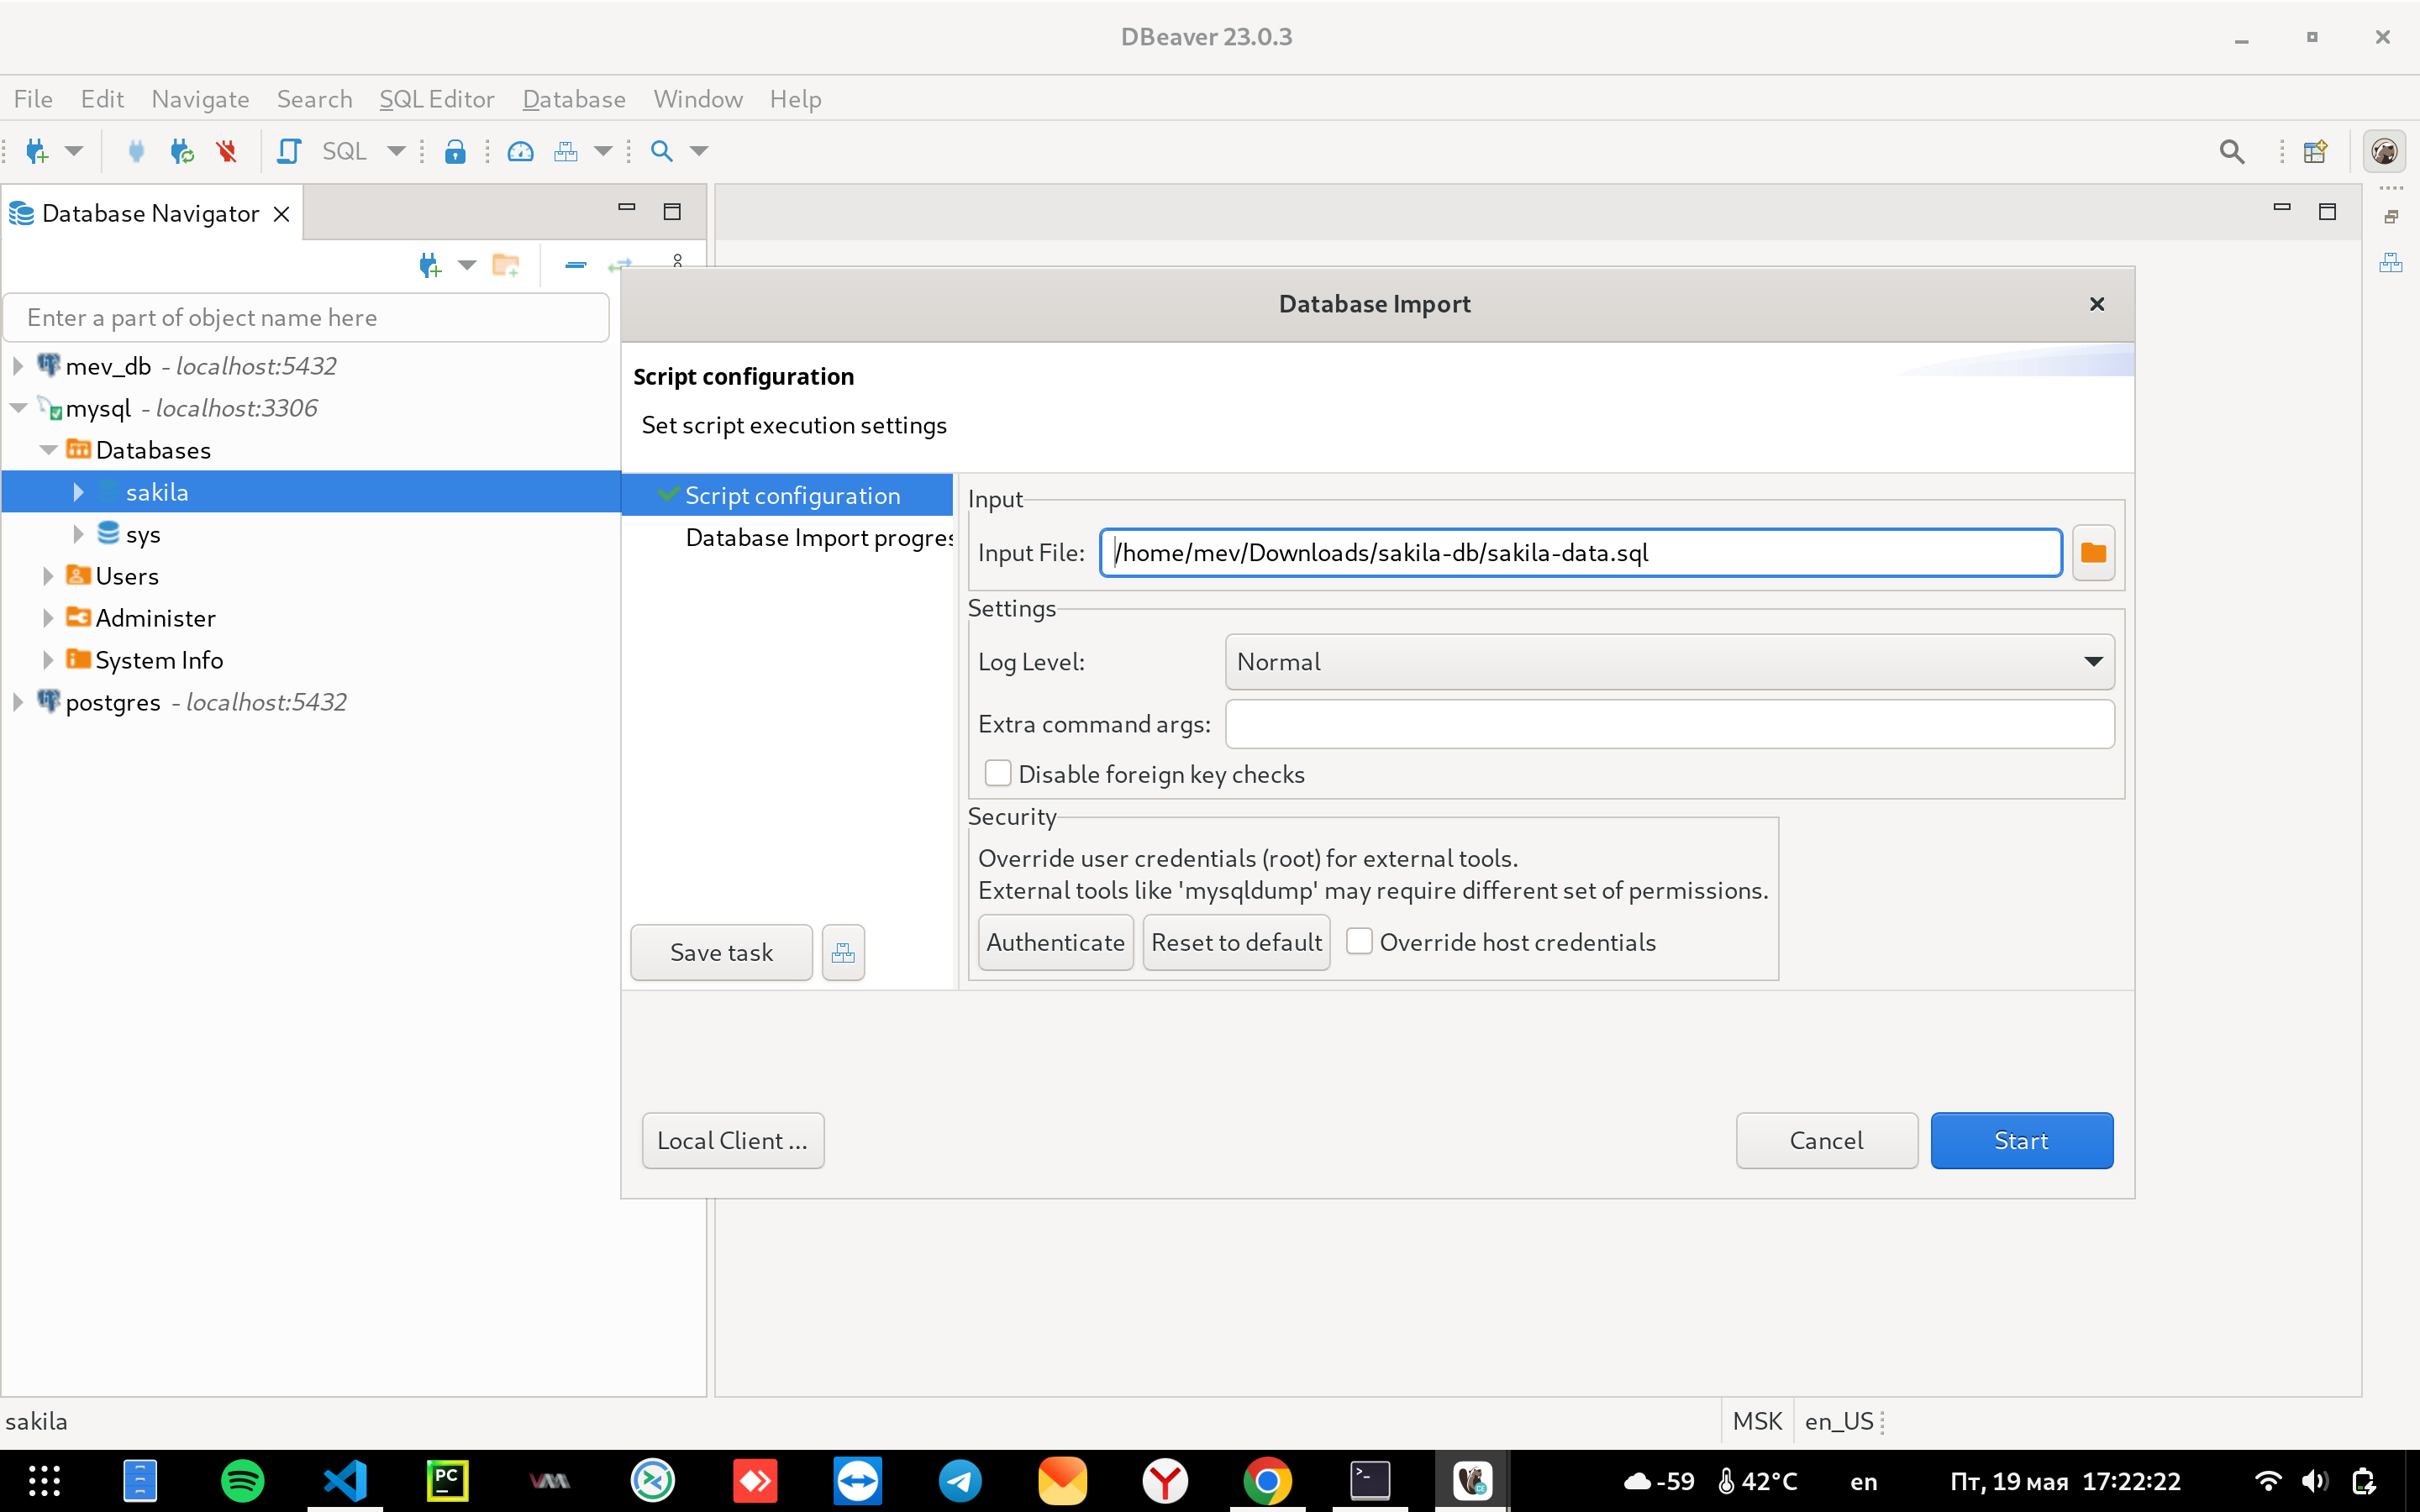 DBeaver 23.0.3
File Edit Navigate Search SQL Editor Database Window Help
SQL
Database Navigator
Enter a part of object name here
mev_db - localhost:5432
mysql - localhost:3306
Databases
sakila
sys
Users
Administer
System Info
postgres - localhost:5432
Database Import
Script configuration
Set script execution settings
Script configuration
Database Import progres
Save task
Input
Input File: /home/mev/Downloads/sakila-db/sakila-data.sql
Settings
Log Level: Normal
Extra command args:
Disable foreign key checks
Security
Override user credentials (root) for external tools.
External tools like 'mysqldump' may require different set of permissions.
Authenticate Reset to default Override host credentials
Local Client ... Cancel Start
sakila MSK en_US
PC CE -59 42°C en Пт, 19 мая 17:22:22